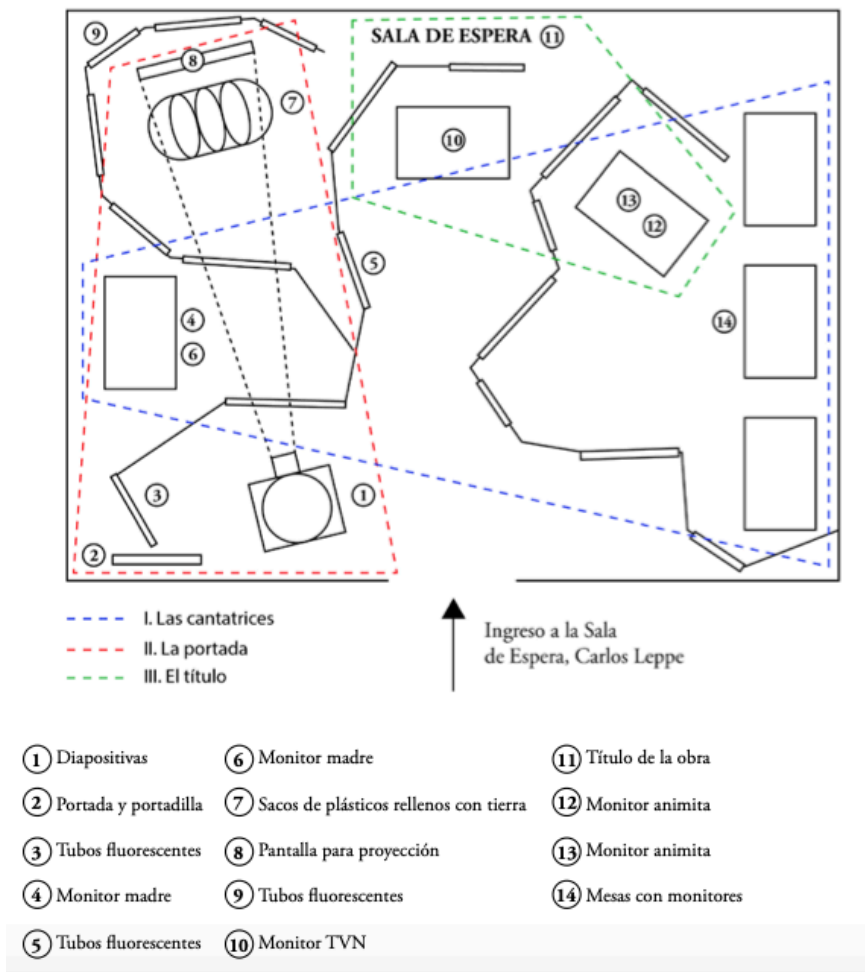 ⑨
⑧
SALA DE ESPERA ⑪
⑦
⑩
⑬
⑫
⑤
④
⑥
⑭
③
①
②
I. Las cantatrices
II. La portada
III. El título
Ingreso a la Sala
de Espera, Carlos Leppe
① Diapositivas
② Portada y portadilla
③ Tubos fluorescentes
④ Monitor madre
⑤ Tubos fluorescentes
⑥ Monitor madre
⑦ Sacos de plásticos rellenos con tierra
⑧ Pantalla para proyección
⑨ Tubos fluorescentes
⑩ Monitor TVN
⑪ Título de la obra
⑫ Monitor animita
⑬ Monitor animita
⑭ Mesas con monitores